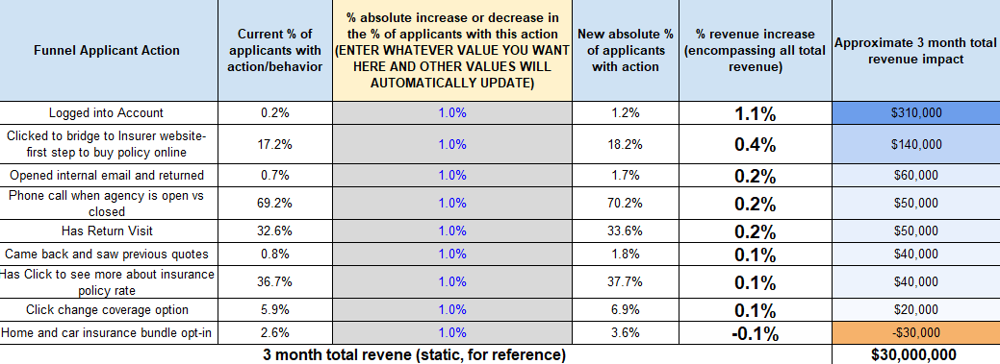 Funnel Applicant Action
Current % of
applicants with
action/behavior
% absolute increase or decrease in
the % of applicants with this action
(ENTER WHATEVER VALUE YOU WANT
HERE AND OTHER VALUES WILL
AUTOMATICALLY UPDATE)
New absolute %
of applicants
with action
% revenue increase
(encompassing all total
revenue)
Approximate 3 month total
revenue impact
Logged into Account 0.2% 1.0% 1.2% 1.1% $310,000
Clicked to bridge to Insurer website-
first step to buy policy online 17.2% 1.0% 18.2% 0.4% $140,000
Opened internal email and returned 0.7% 1.0% 1.7% 0.2% $60,000
Phone call when agency is open vs
closed 69.2% 1.0% 70.2% 0.2% $50,000
Has Return Visit 32.6% 1.0% 33.6% 0.2% $50,000
Came back and saw previous quotes 0.8% 1.0% 1.8% 0.1% $40,000
Has Click to see more about insurance
policy rate 36.7% 1.0% 37.7% 0.1% $40,000
Click change coverage option 5.9% 1.0% 6.9% 0.1% $20,000
Home and car insurance bundle opt-in 2.6% 1.0% 3.6% -0.1% -$30,000
3 month total revene (static, for reference) $30,000,000